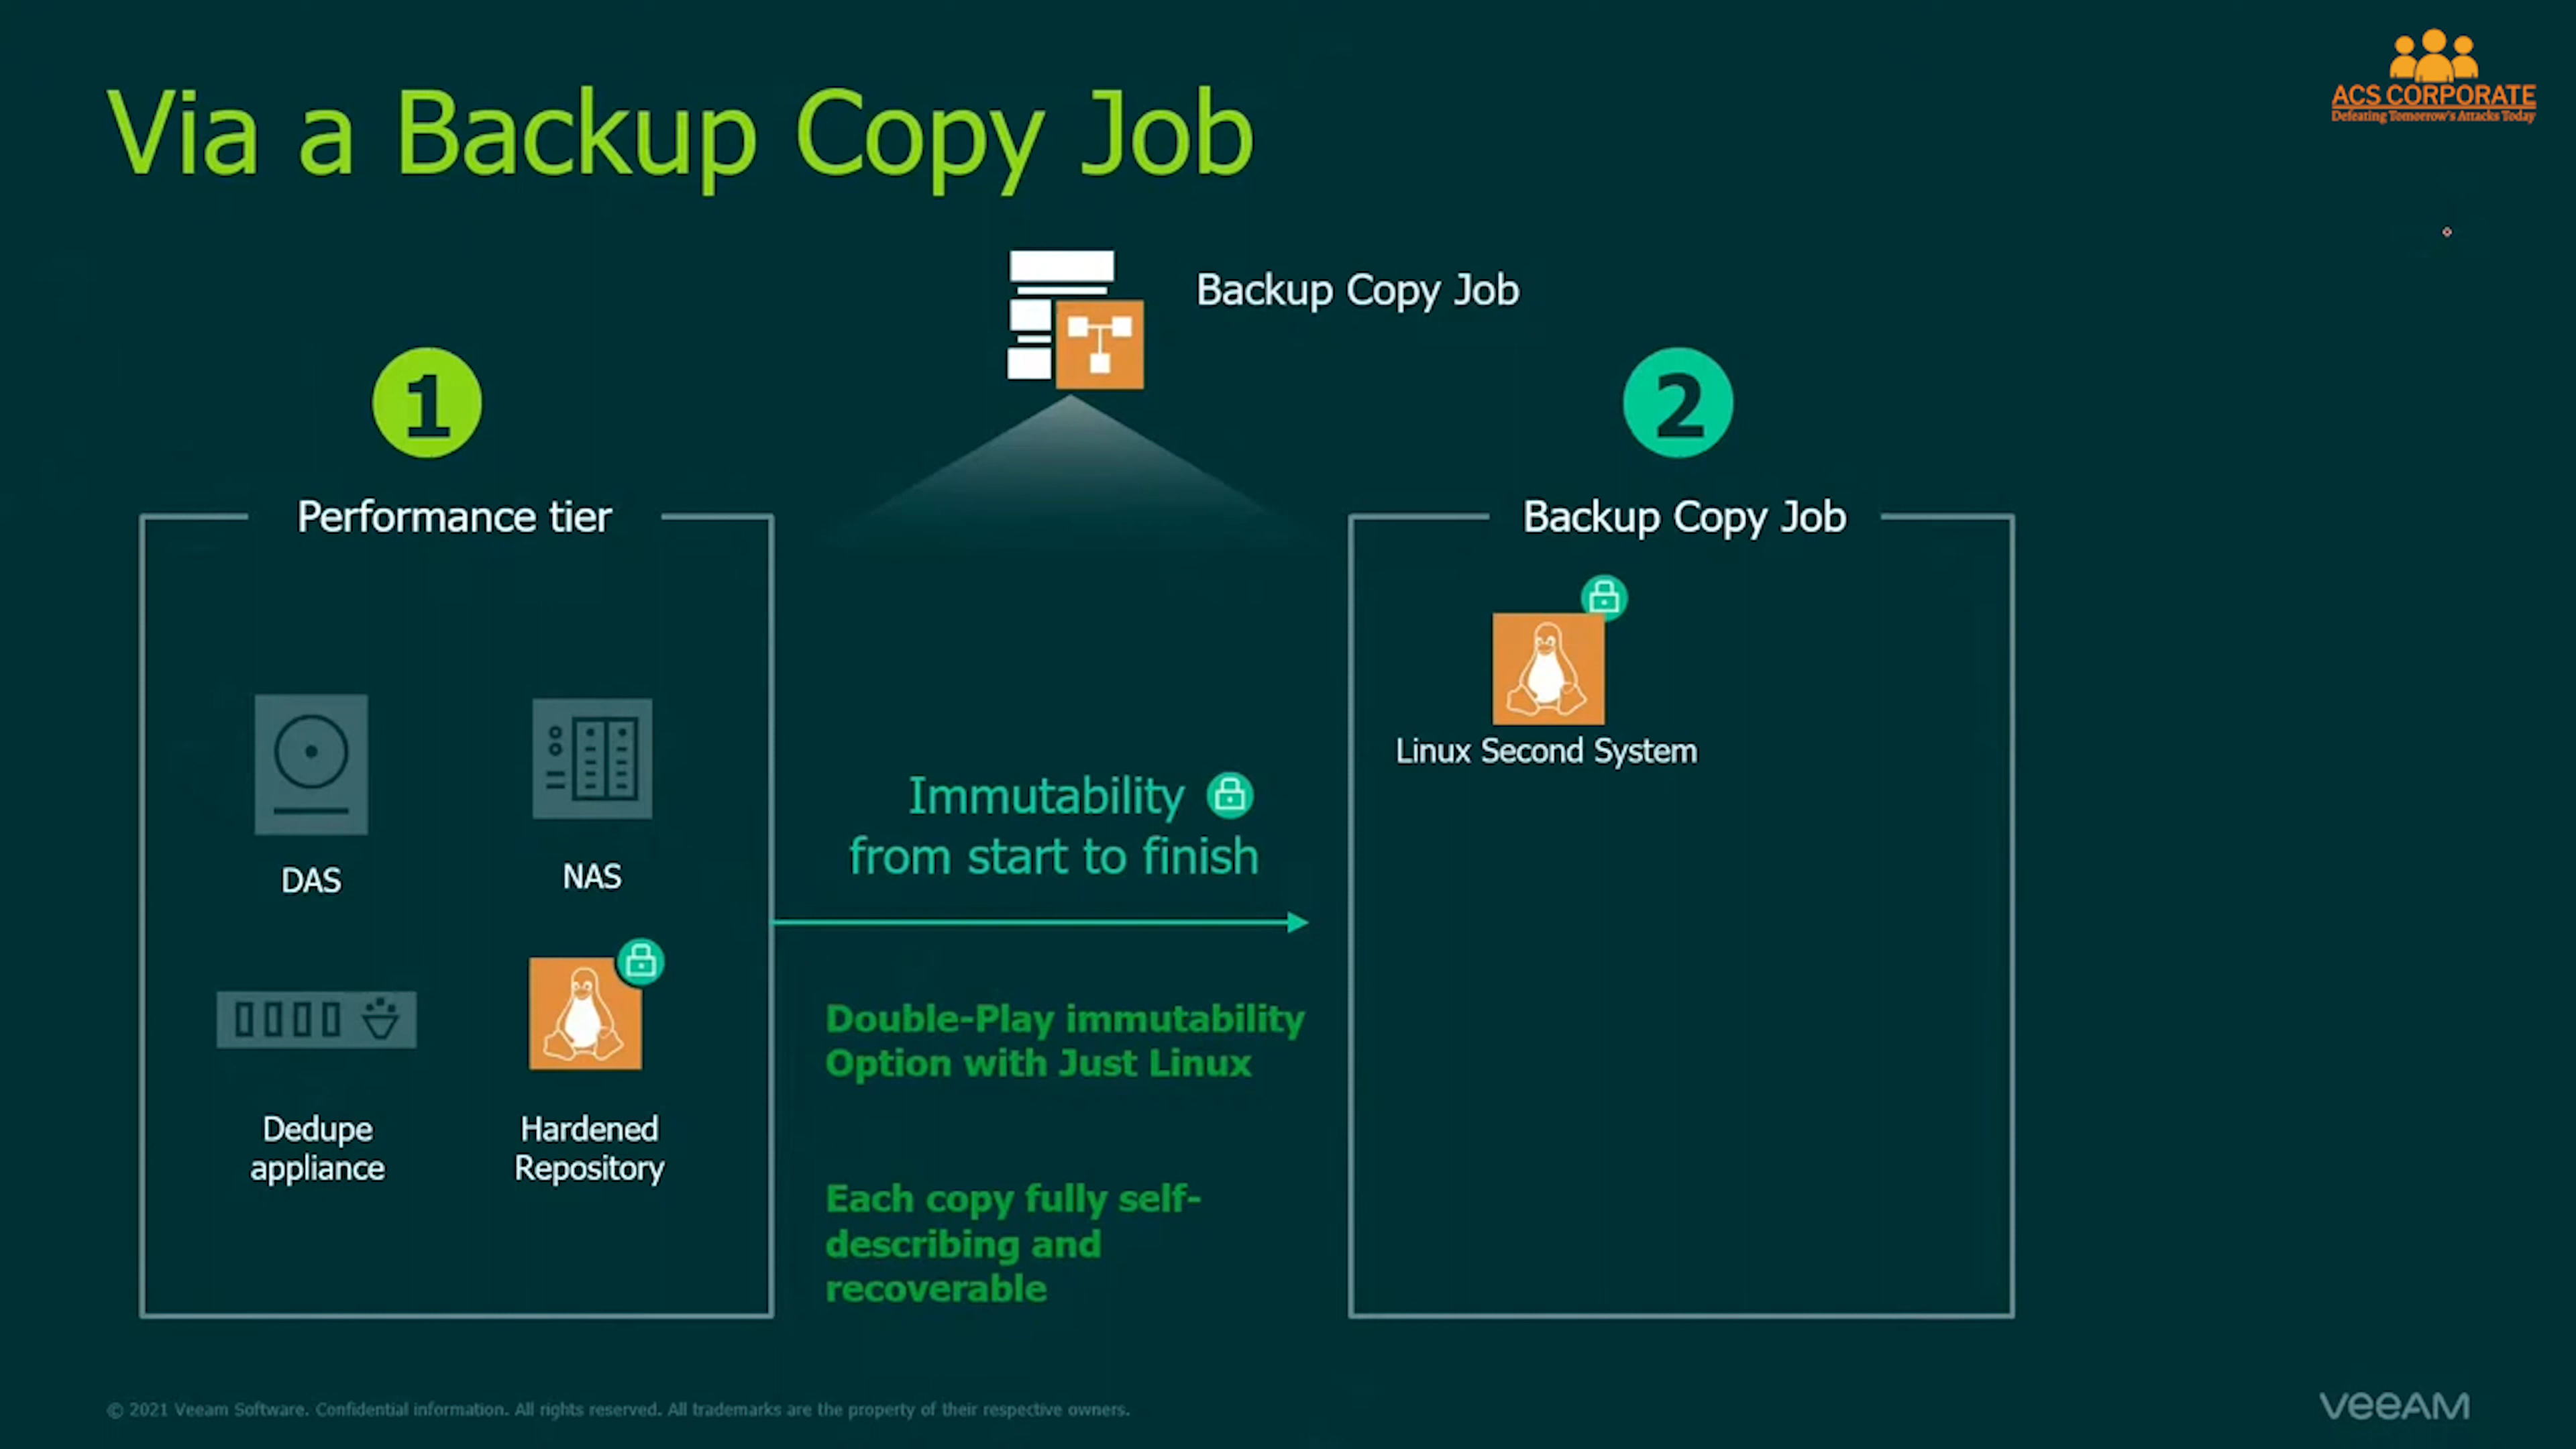 Via a Backup Copy Job
ACS CORPORATE
Defeating Tomorrow's Attacks Today
Backup Copy Job
1
2
Performance tier
Backup Copy Job
DAS
NAS
Dedupe
appliance
Hardened
Repository
Immutability
from start to finish
Double-Play immutability
Option with Just Linux
Each copy fully self-
describing and
recoverable
Linux Second System
© 2021 Veeam Software. Confidential information. All rights reserved. All trademarks are the property of their respective owners.
veeAM